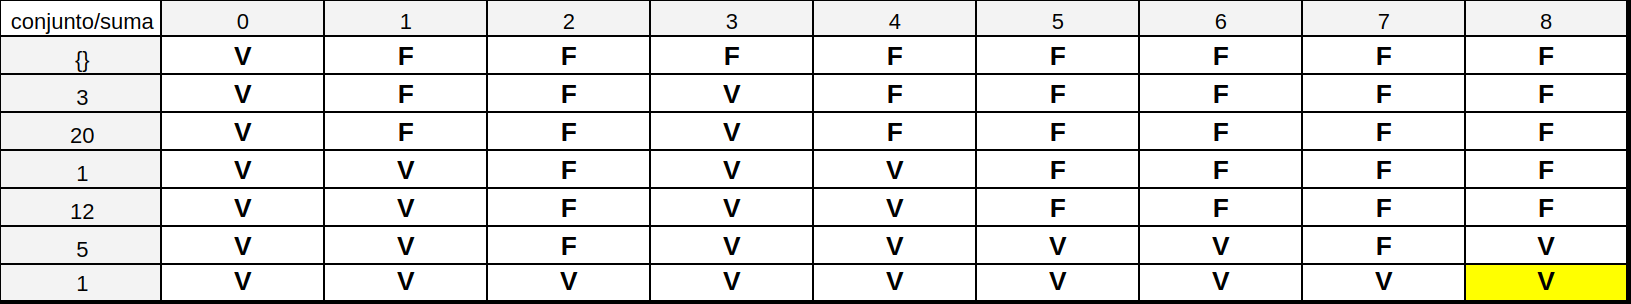 conjunto/suma 0 1 2 3 4 5 6 7 8
{} V F F F F F F F F
3 V F F V F F F F F
20 V F F V F F F F F
1 V V F V V F F F F
12 V V F V V F F F F
5 V V F V V V V F V
1 V V V V V V V V V